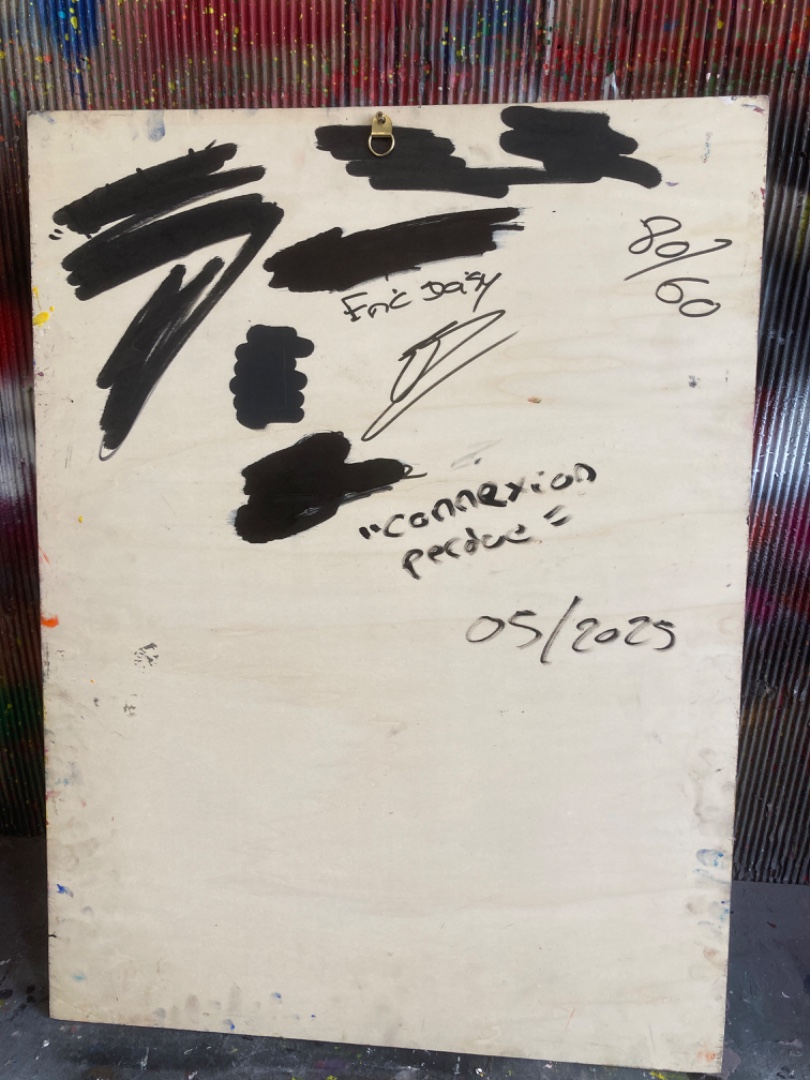 80/60
Eric Daisy
"connexion
perdue"
05/2025